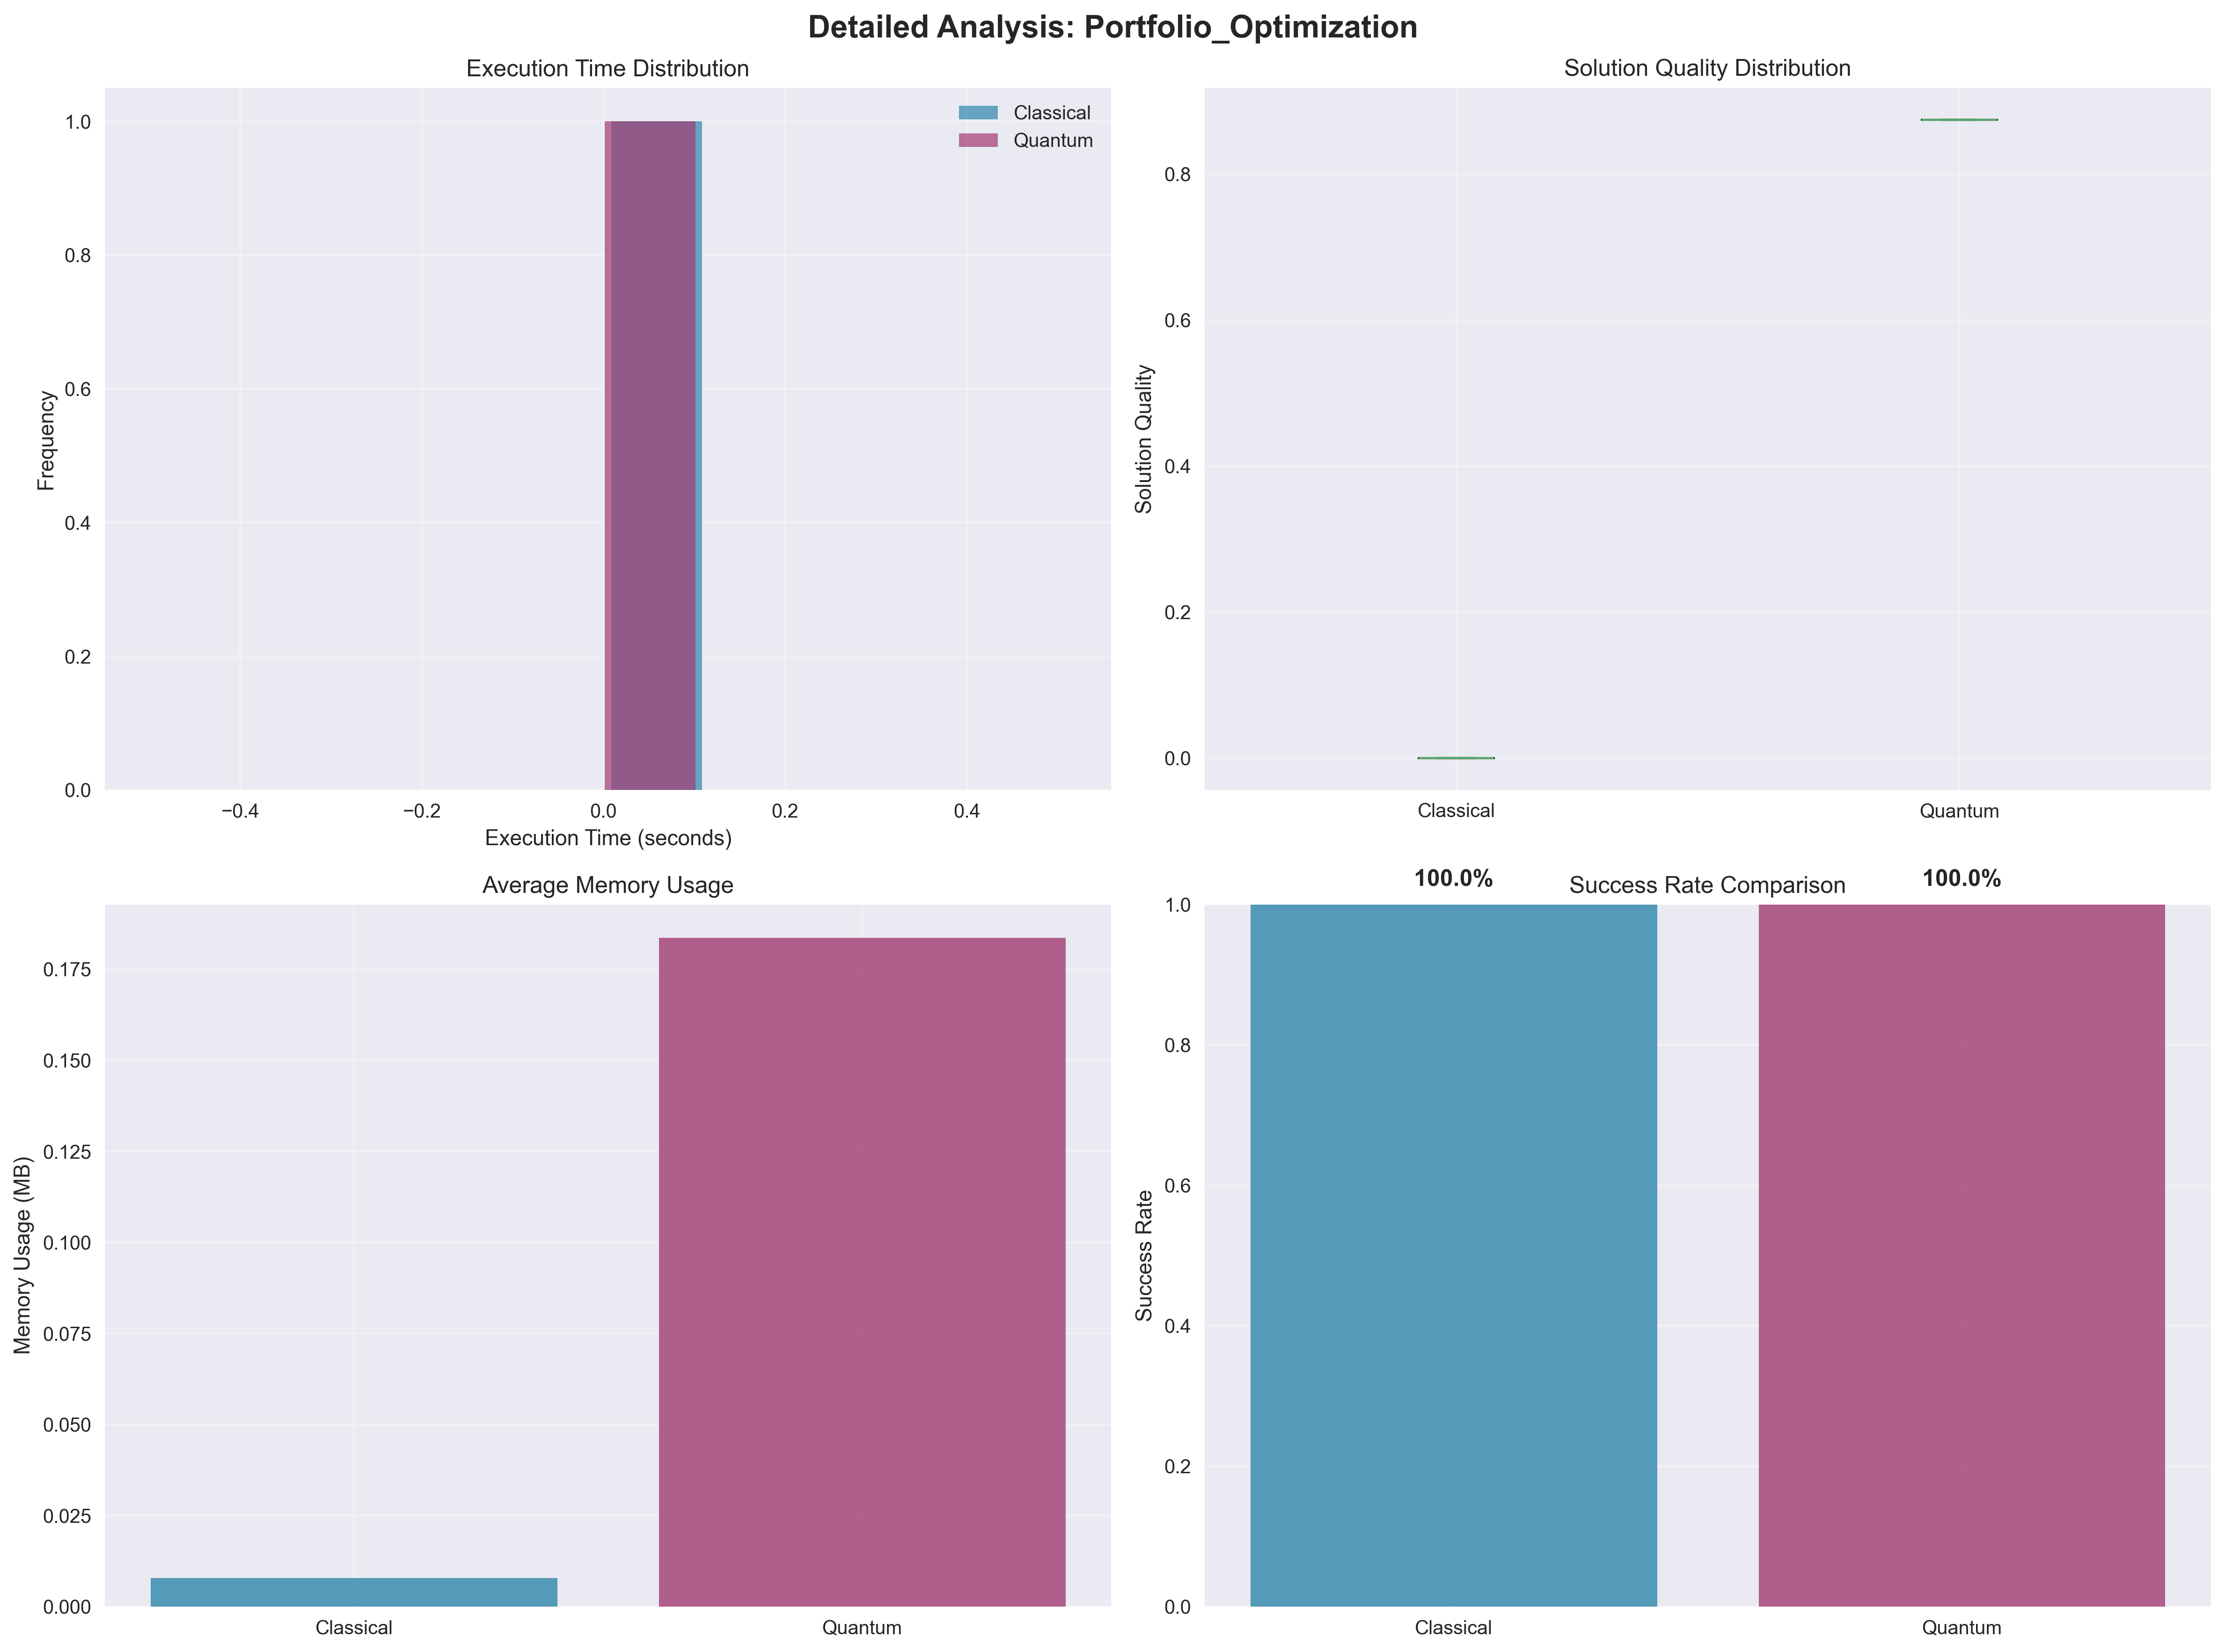 Detailed Analysis: Portfolio_Optimization
Execution Time Distribution
Classical
Quantum
Frequency
1.0
0.8
0.6
0.4
0.2
0.0
−0.4
−0.2
0.0
0.2
0.4
Execution Time (seconds)
Solution Quality Distribution
Solution Quality
0.8
0.6
0.4
0.2
0.0
Classical
Quantum
Average Memory Usage
Memory Usage (MB)
0.175
0.150
0.125
0.100
0.075
0.050
0.025
0.000
Classical
Quantum
Success Rate Comparison
100.0%
100.0%
Success Rate
1.0
0.8
0.6
0.4
0.2
0.0
Classical
Quantum